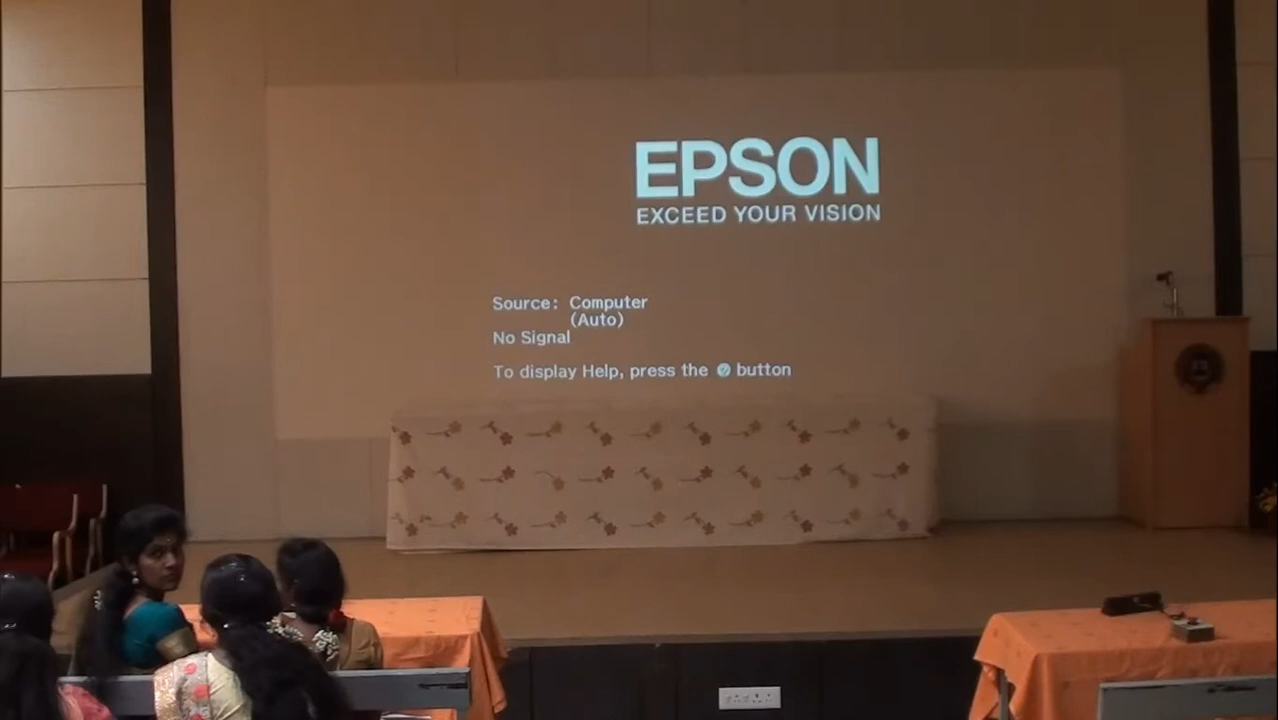 EPSON
EXCEED YOUR VISION
Source: Computer
(Auto)
No Signal
To display Help, press the button